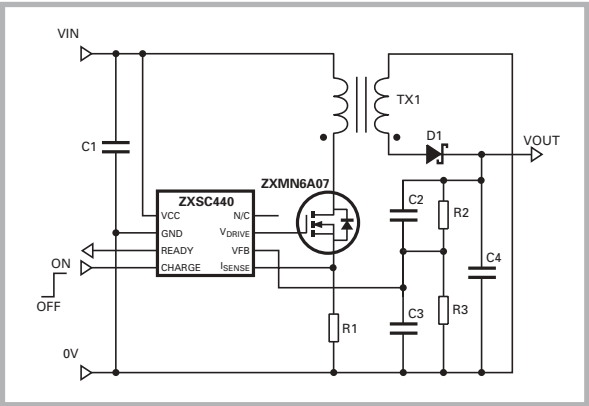 VIN
TX1
C1
D1
VOUT
ZXMN6A07
ZXSC440
VCC
N/C
GND
VDRIVE
READY
VFB
CHARGE
ISENSE
ON
OFF
C2
R2
C4
C3
R3
R1
0V